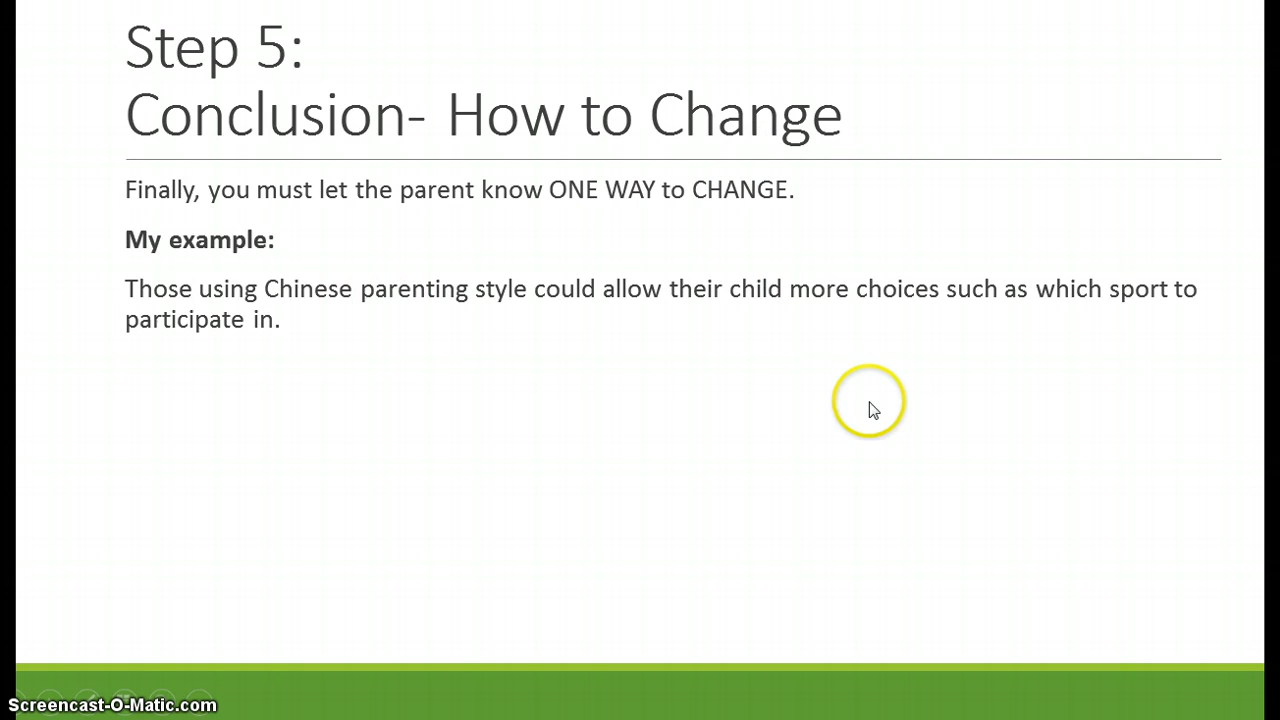 Step 5:
Conclusion- How to Change
Finally, you must let the parent know ONE WAY to CHANGE.
My example:
Those using Chinese parenting style could allow their child more choices such as which sport to
participate in.
Screencast-O-Matic.com